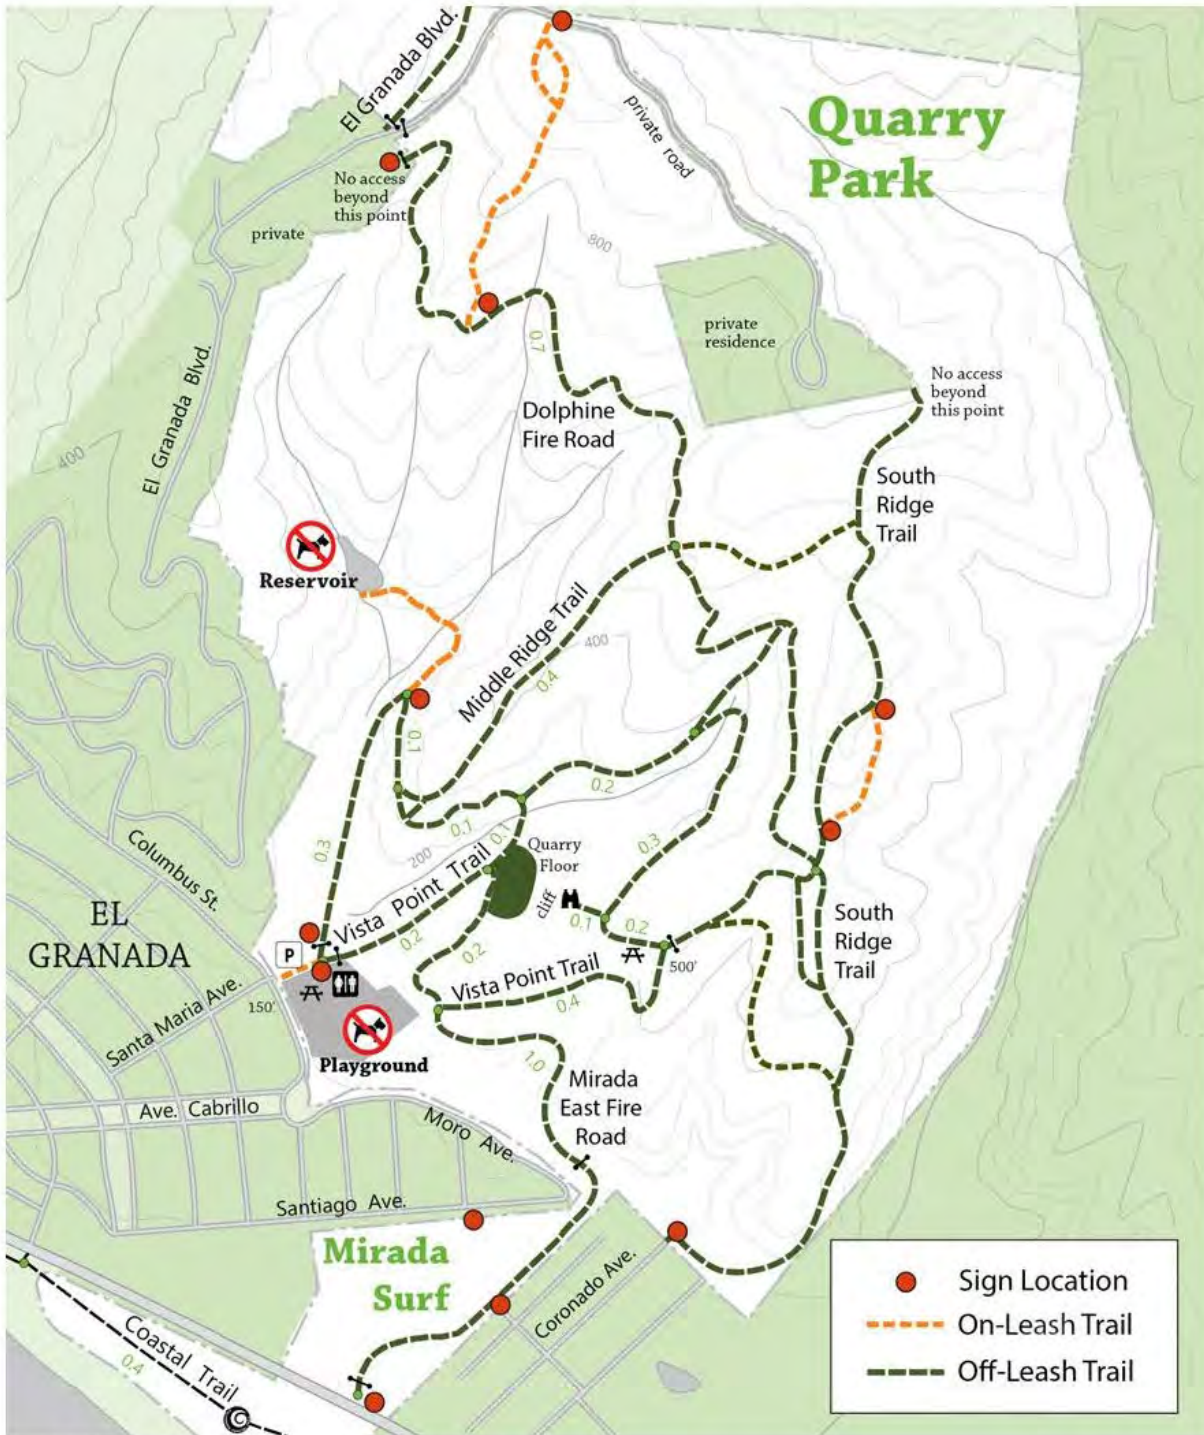 El Granada Blvd.
Quarry
Park
private road
No access
beyond
this point
private
800
private
residence
No access
beyond
this point
0.7
Dolphine
Fire Road
El Granada Blvd.
400
South
Ridge
Trail
Reservoir
Middle Ridge Trail
400
0.4
0.1
0.2
0.1
0.1
0.3
0.3
200
Quarry
Floor
cliff
Columbus St.
Vista Point Trail
0.2
0.1
0.2
EL
GRANADA
P
0.2
South
Ridge
Trail
500'
Vista Point Trail
0.4
Santa Maria Ave.
150'
Playground
1.0
Mirada
East Fire
Road
Ave. Cabrillo
Moro Ave.
Santiago Ave.
Mirada
Surf
Coronado Ave.
Coastal Trail
0.4
Sign Location
On-Leash Trail
Off-Leash Trail